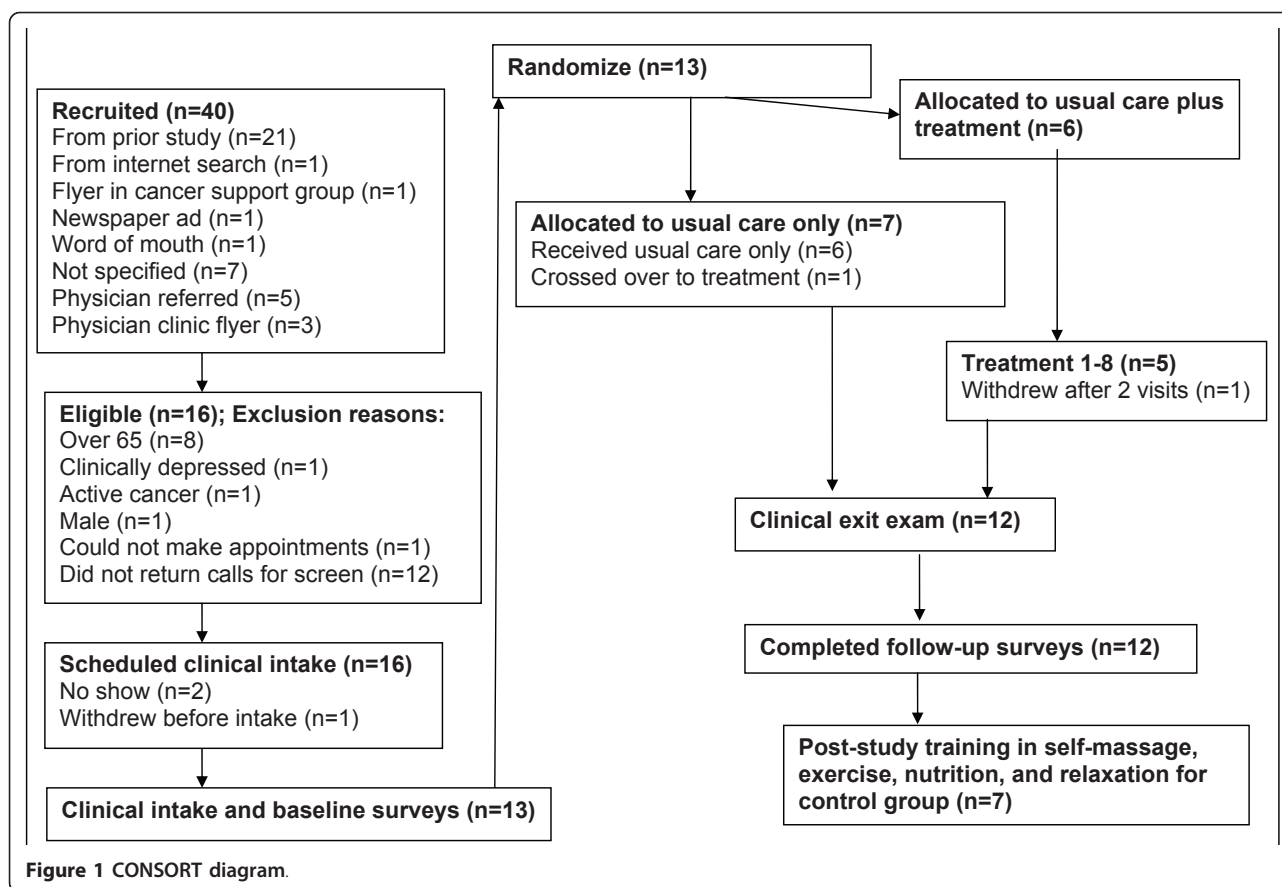 Recruited (n=40)
From prior study (n=21)
From internet search (n=1)
Flyer in cancer support group (n=1)
Newspaper ad (n=1)
Word of mouth (n=1)
Not specified (n=7)
Physician referred (n=5)
Physician clinic flyer (n=3)
Eligible (n=16); Exclusion reasons:
Over 65 (n=8)
Clinically depressed (n=1)
Active cancer (n=1)
Male (n=1)
Could not make appointments (n=1)
Did not return calls for screen (n=12)
Scheduled clinical intake (n=16)
No show (n=2)
Withdrew before intake (n=1)
Clinical intake and baseline surveys (n=13)
Randomize (n=13)
Allocated to usual care plus
treatment (n=6)
Allocated to usual care only (n=7)
Received usual care only (n=6)
Crossed over to treatment (n=1)
Treatment 1-8 (n=5)
Withdrew after 2 visits (n=1)
Clinical exit exam (n=12)
Completed follow-up surveys (n=12)
Post-study training in self-massage,
exercise, nutrition, and relaxation for
control group (n=7)
Figure 1 CONSORT diagram.